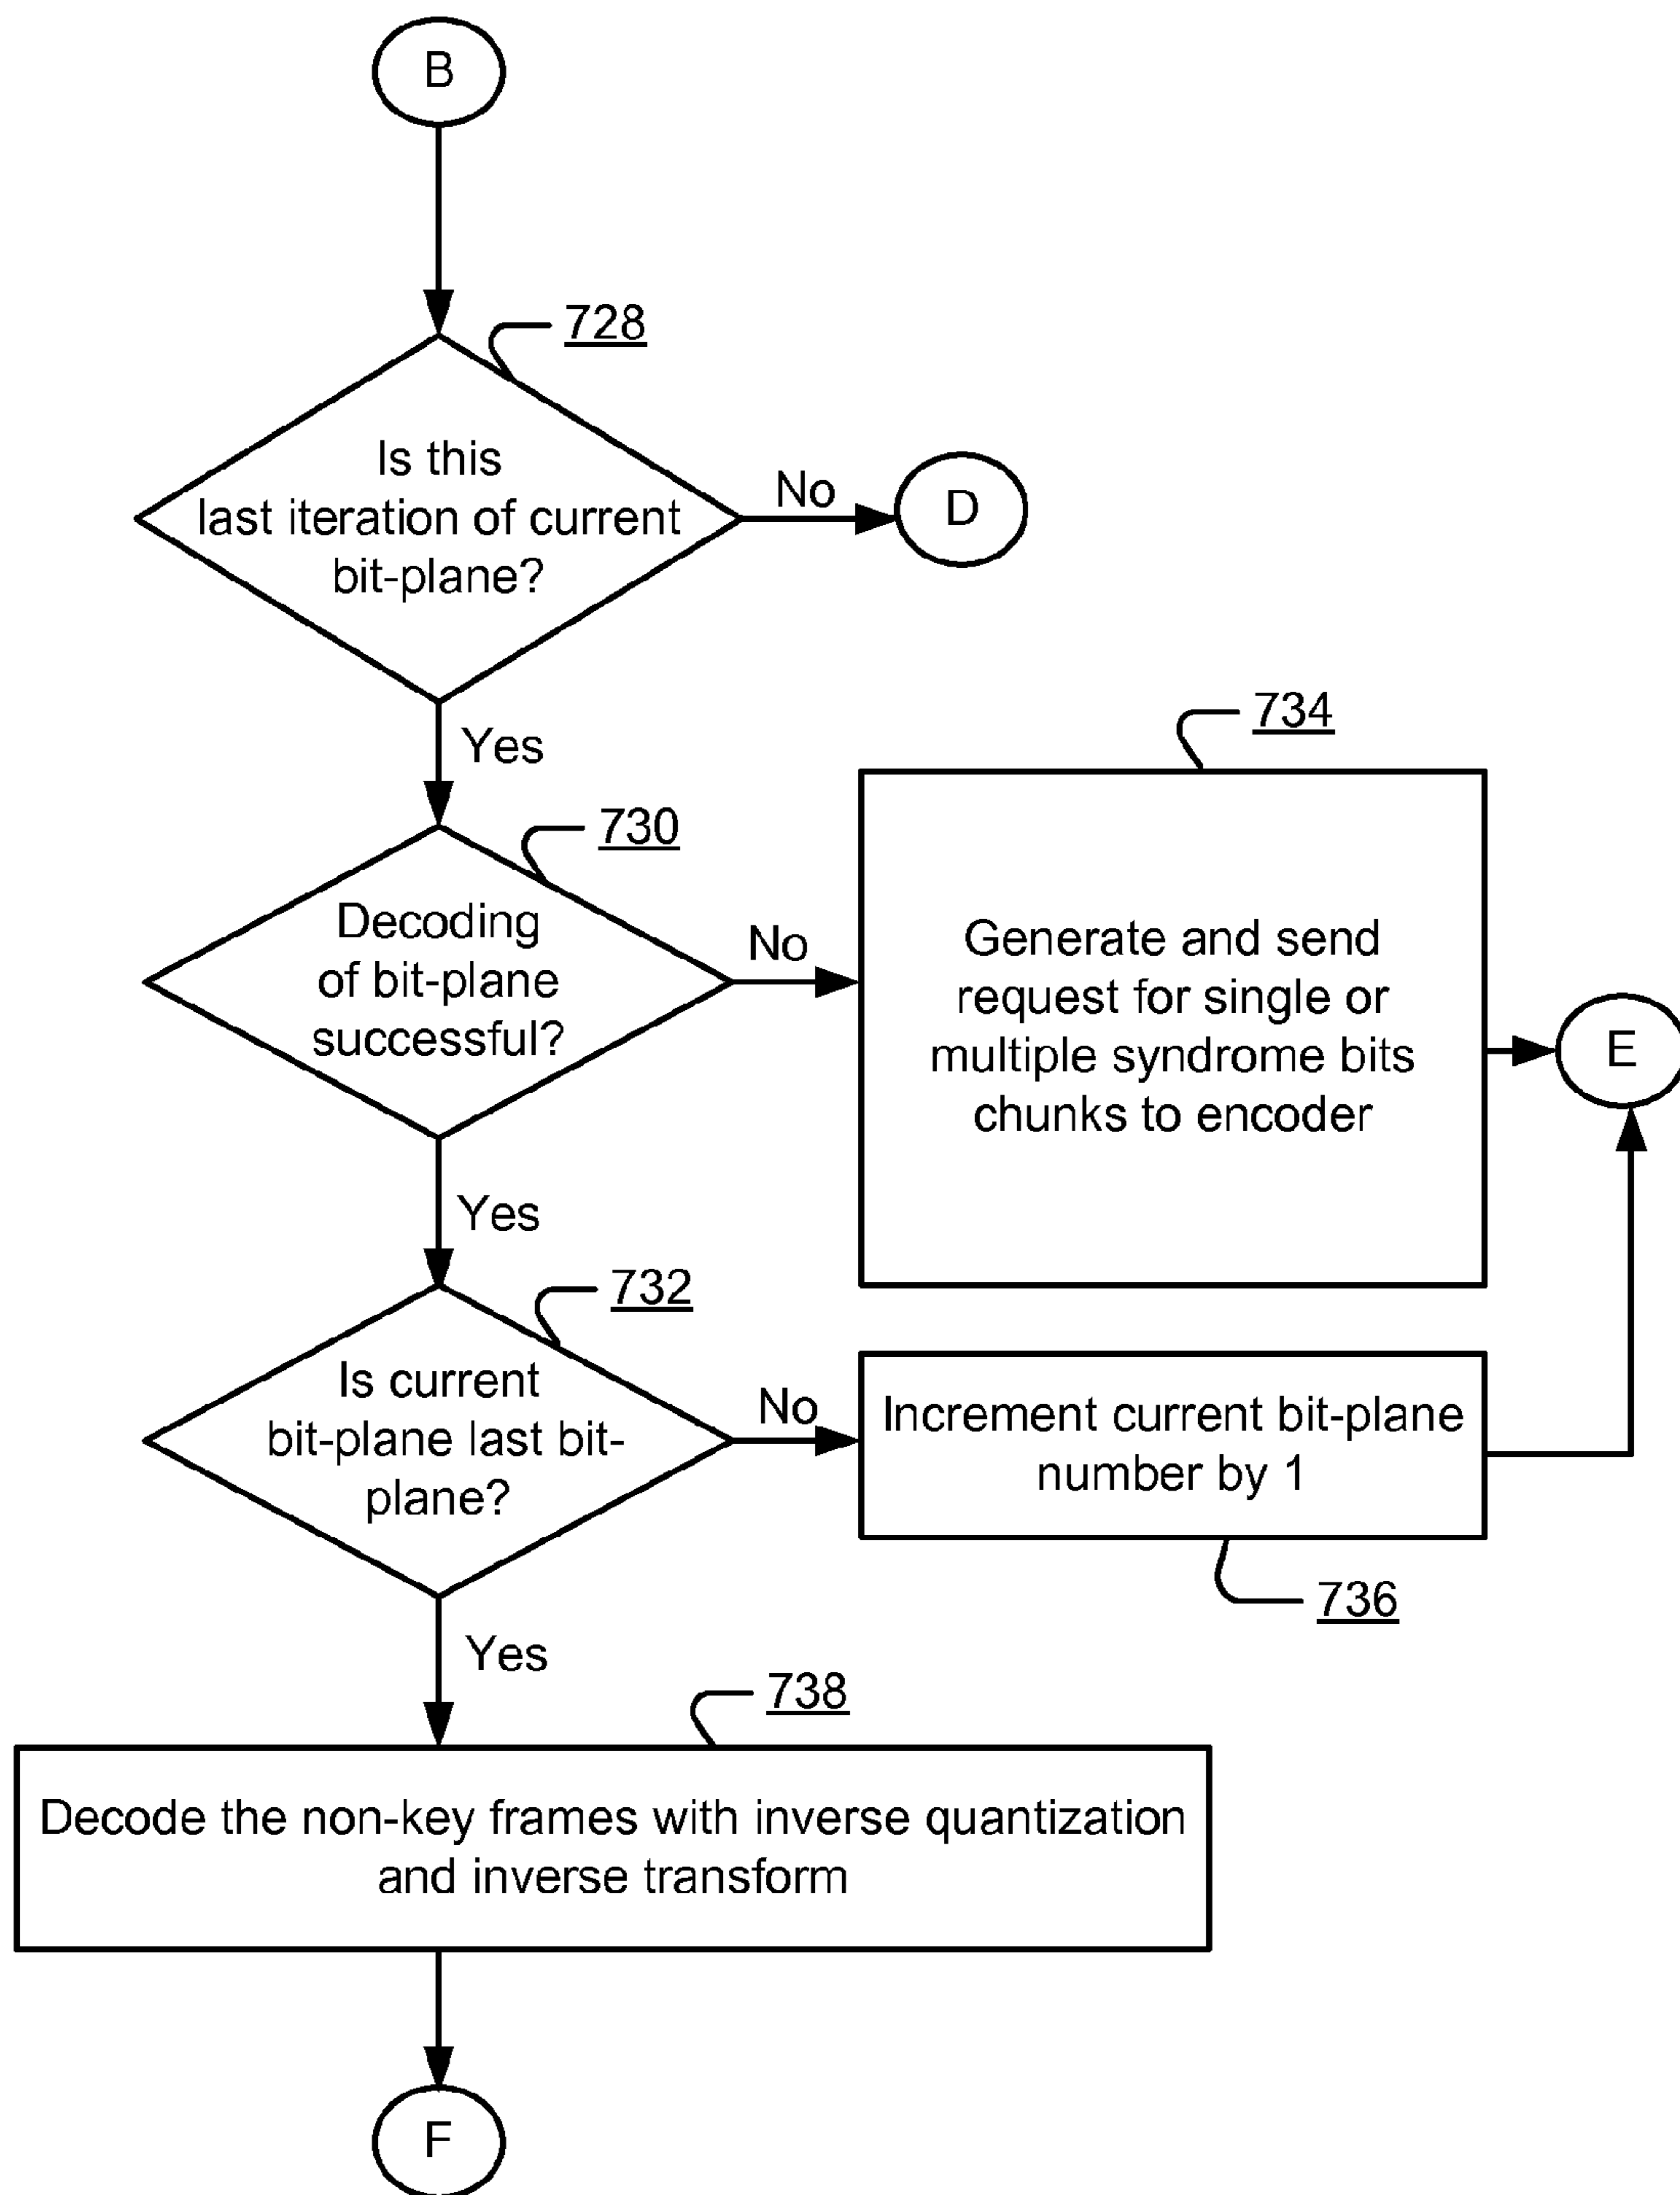 B
728
Is this
last iteration of current
bit-plane?
No
D
Yes
734
730
Decoding
of bit-plane
successful?
No
Generate and send
request for single or
multiple syndrome bits
chunks to encoder
E
Yes
732
Is current
bit-plane last bit-
plane?
No
Increment current bit-plane
number by 1
736
Yes
738
Decode the non-key frames with inverse quantization
and inverse transform
F